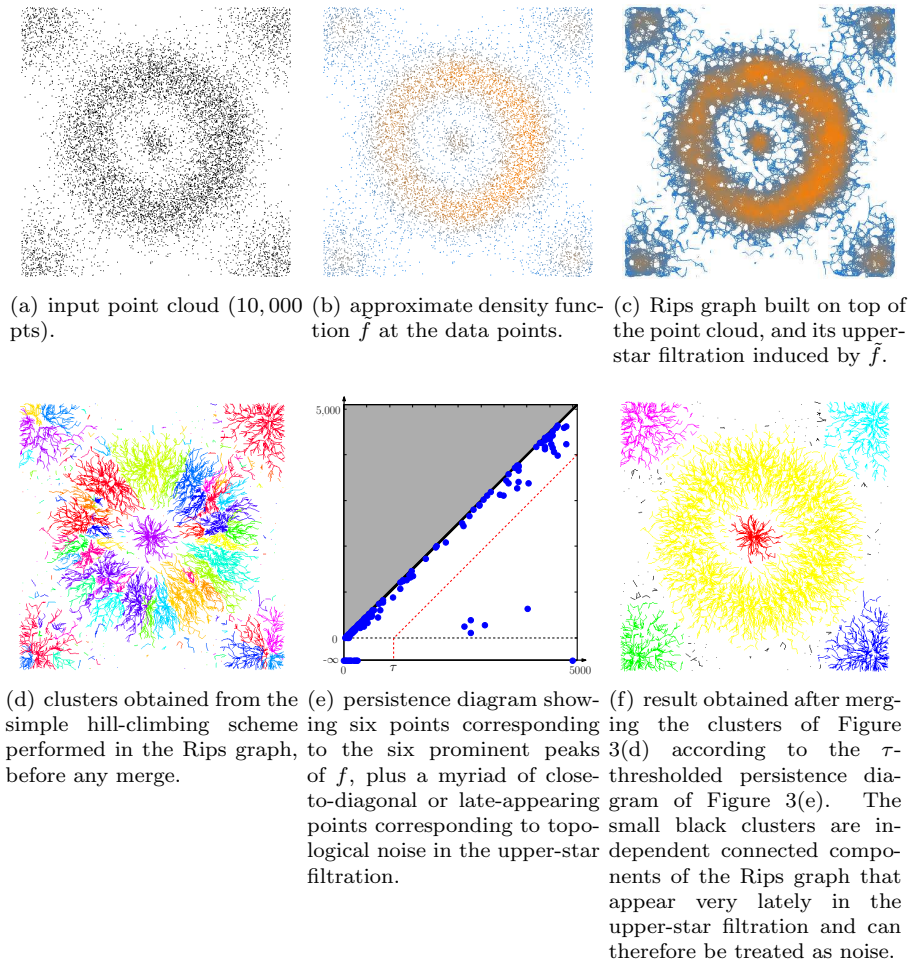 (a) input point cloud (10, 000
pts).
(b) approximate density func-
tion f̃ at the data points.
(c) Rips graph built on top of
the point cloud, and its upper-
star filtration induced by f̃.
5,000
0
-∞
0
τ
5000
(d) clusters obtained from the
simple hill-climbing scheme
performed in the Rips graph,
before any merge.
(e) persistence diagram show-
ing six points corresponding
to the six prominent peaks
of f, plus a myriad of close-
to-diagonal or late-appearing
points corresponding to topo-
logical noise in the upper-star
filtration.
(f) result obtained after merg-
ing the clusters of Figure
3(d) according to the τ-
thresholded persistence dia-
gram of Figure 3(e). The
small black clusters are in-
dependent connected compo-
nents of the Rips graph that
appear very lately in the
upper-star filtration and can
therefore be treated as noise.